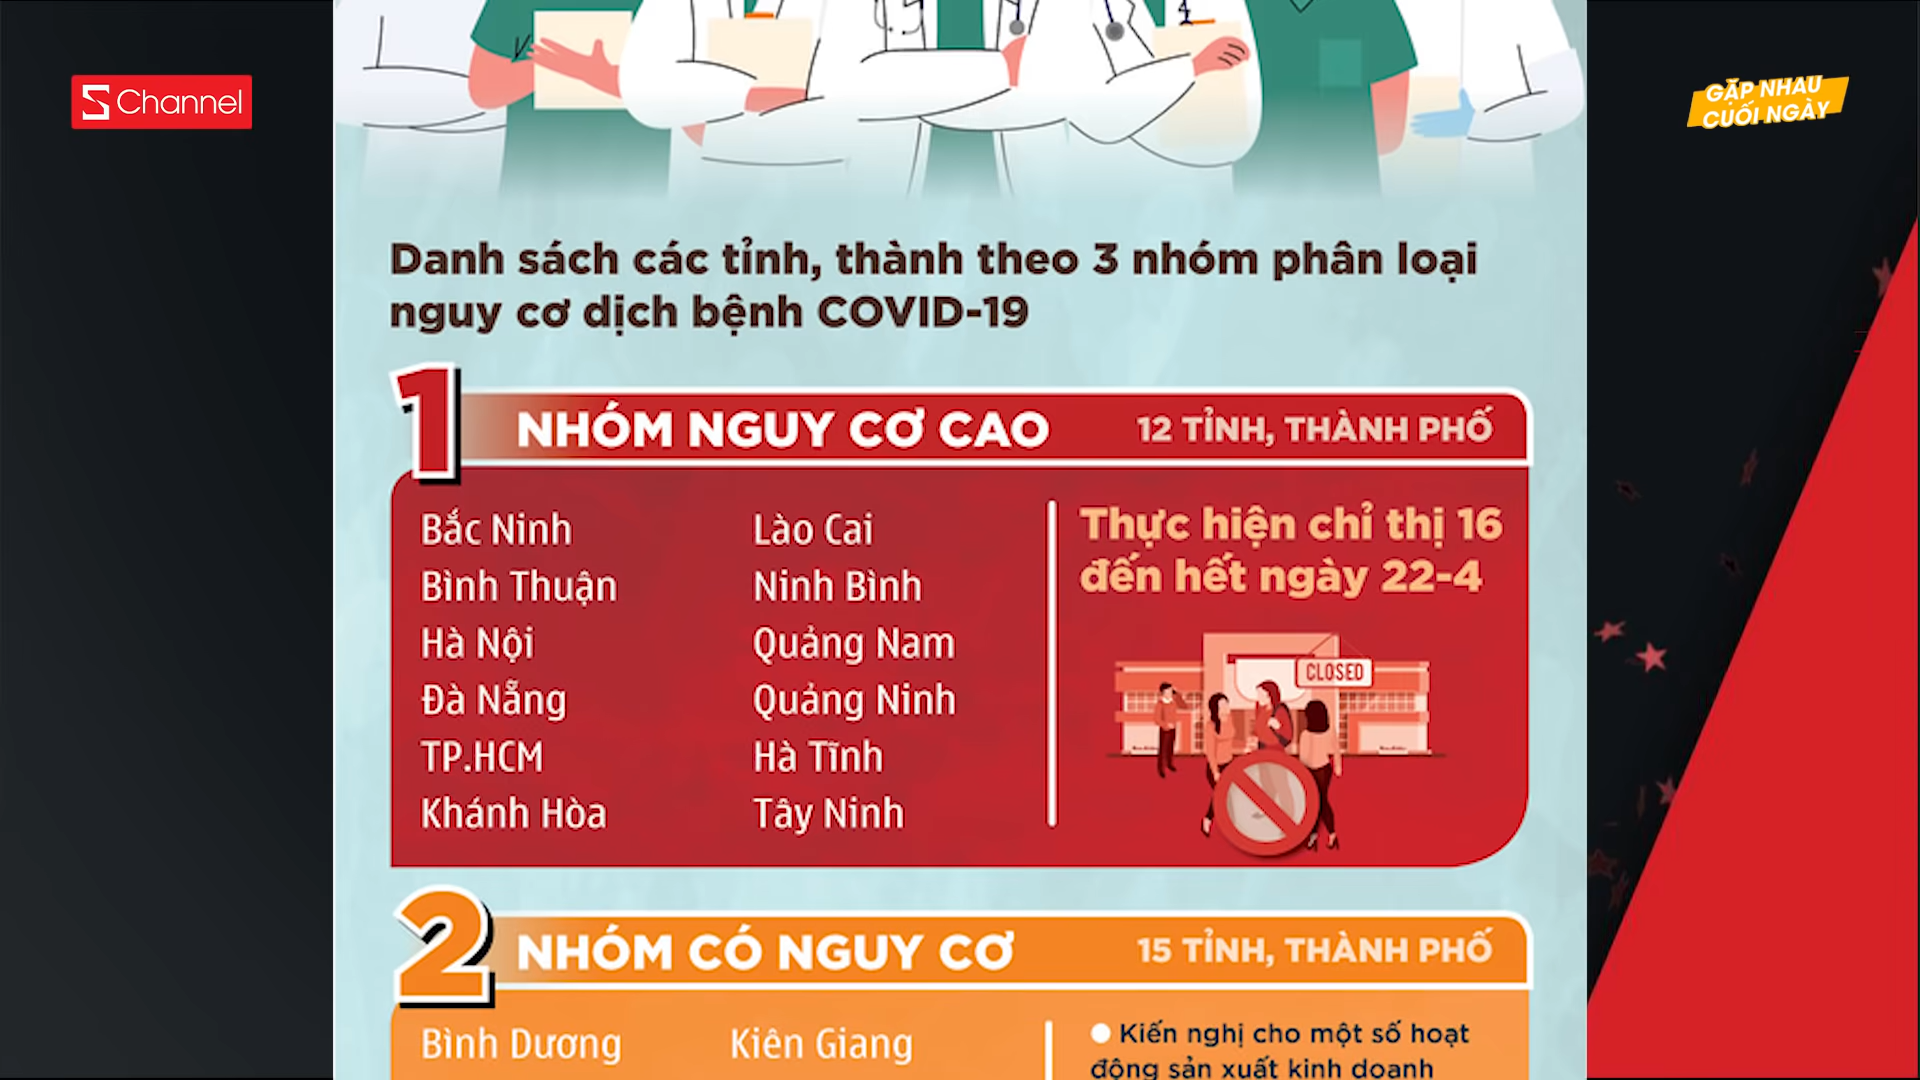 S Channel
GẶP NHAU
CUỐI NGÀY
Danh sách các tỉnh, thành theo 3 nhóm phân loại
nguy cơ dịch bệnh COVID-19
1 NHÓM NGUY CƠ CAO 12 TỈNH, THÀNH PHỐ
Bắc Ninh
Bình Thuận
Hà Nội
Đà Nẵng
TP.HCM
Khánh Hòa
Lào Cai
Ninh Bình
Quảng Nam
Quảng Ninh
Hà Tĩnh
Tây Ninh
Thực hiện chỉ thị 16
đến hết ngày 22-4
CLOSED
2 NHÓM CÓ NGUY CƠ 15 TỈNH, THÀNH PHỐ
Bình Dương
Kiên Giang
Kiến nghị cho một số hoạt
động sản xuất kinh doanh